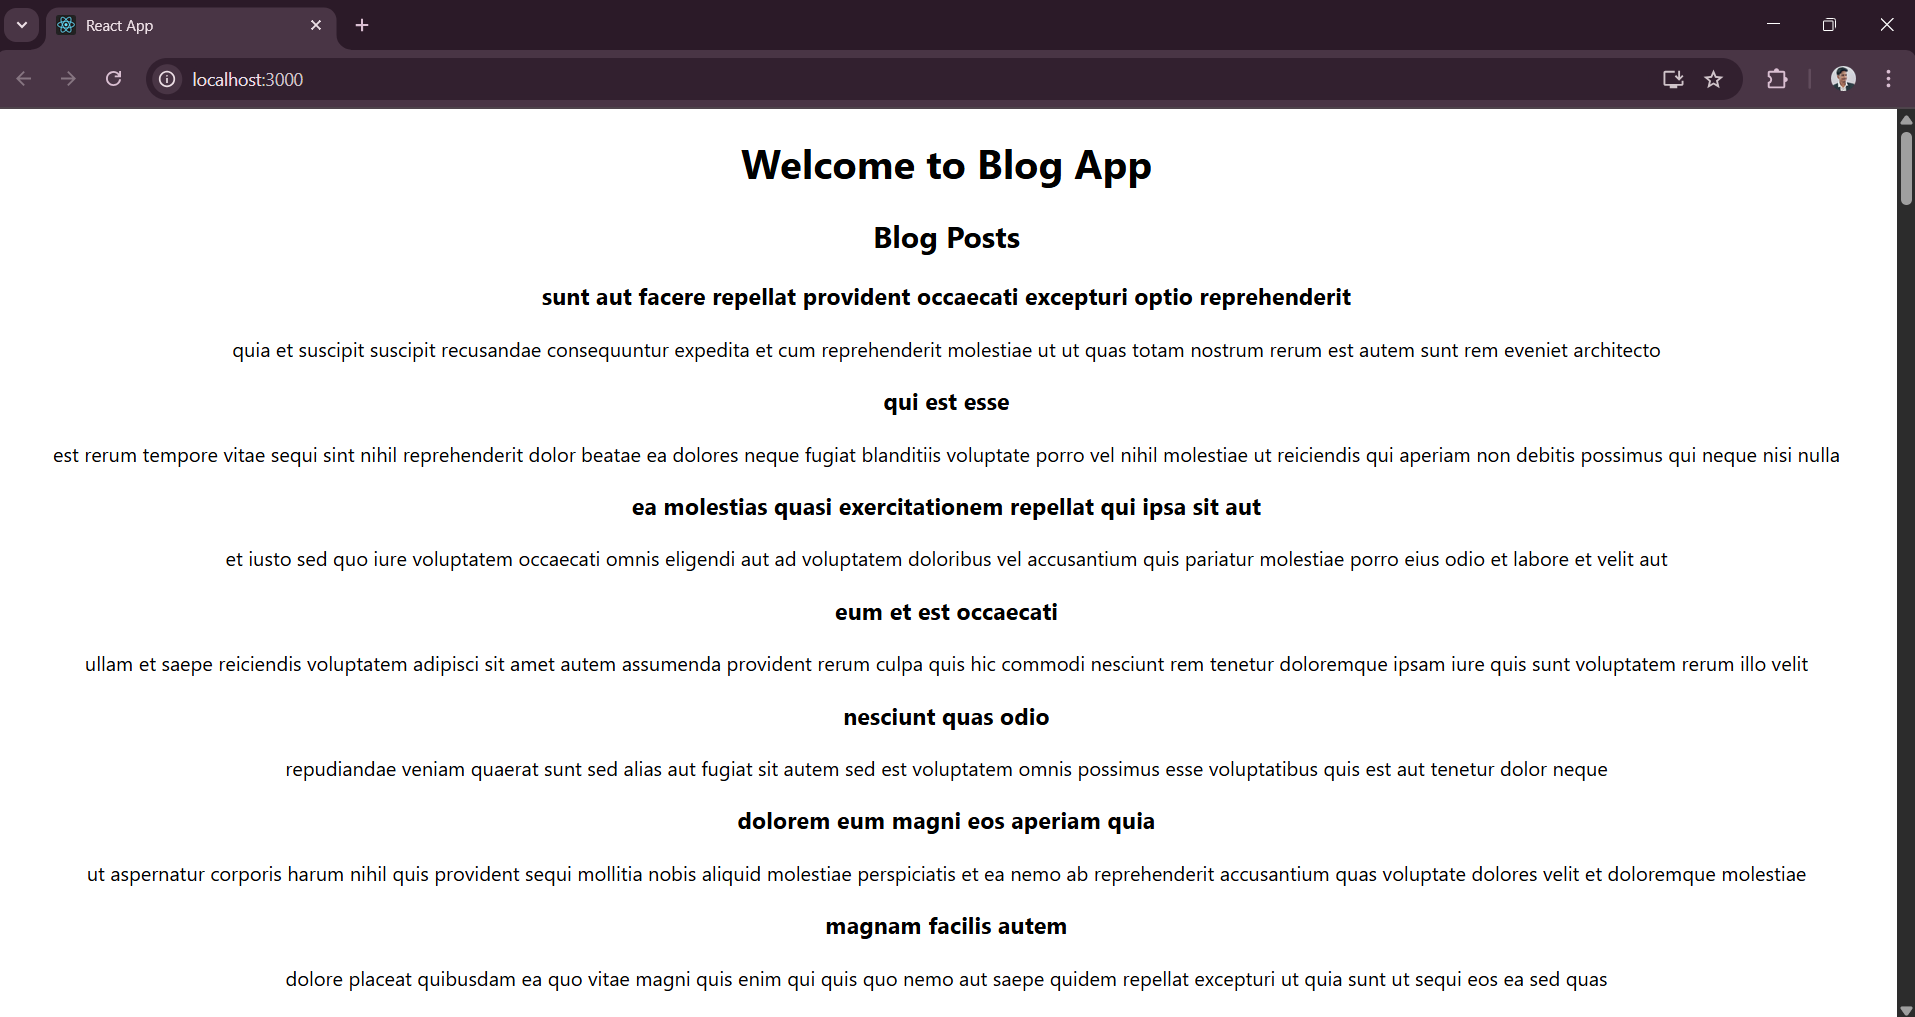 React App
localhost:3000
Welcome to Blog App
Blog Posts
sunt aut facere repellat provident occaecati excepturi optio reprehenderit
quia et suscipit suscipit recusandae consequuntur expedita et cum reprehenderit molestiae ut ut quas totam nostrum rerum est autem sunt rem eveniet architecto
qui est esse
est rerum tempore vitae sequi sint nihil reprehenderit dolor beatae ea dolores neque fugiat blanditiis voluptate porro vel nihil molestiae ut reiciendis qui aperiam non debitis possimus qui neque nisi nulla
ea molestias quasi exercitationem repellat qui ipsa sit aut
et iusto sed quo iure voluptatem occaecati omnis eligendi aut ad voluptatem doloribus vel accusantium quis pariatur molestiae porro eius odio et labore et velit aut
eum et est occaecati
ullam et saepe reiciendis voluptatem adipisci sit amet autem assumenda provident rerum culpa quis hic commodi nesciunt rem tenetur doloremque ipsam iure quis sunt voluptatem rerum illo velit
nesciunt quas odio
repudiandae veniam quaerat sunt sed alias aut fugiat sit autem sed est voluptatem omnis possimus esse voluptatibus quis est aut tenetur dolor neque
dolorem eum magni eos aperiam quia
ut aspernatur corporis harum nihil quis provident sequi mollitia nobis aliquid molestiae perspiciatis et ea nemo ab reprehenderit accusantium quas voluptate dolores velit et doloremque molestiae
magnam facilis autem
dolore placeat quibusdam ea quo vitae magni quis enim qui quis quo nemo aut saepe quidem repellat excepturi ut quia sunt ut sequi eos ea sed quas